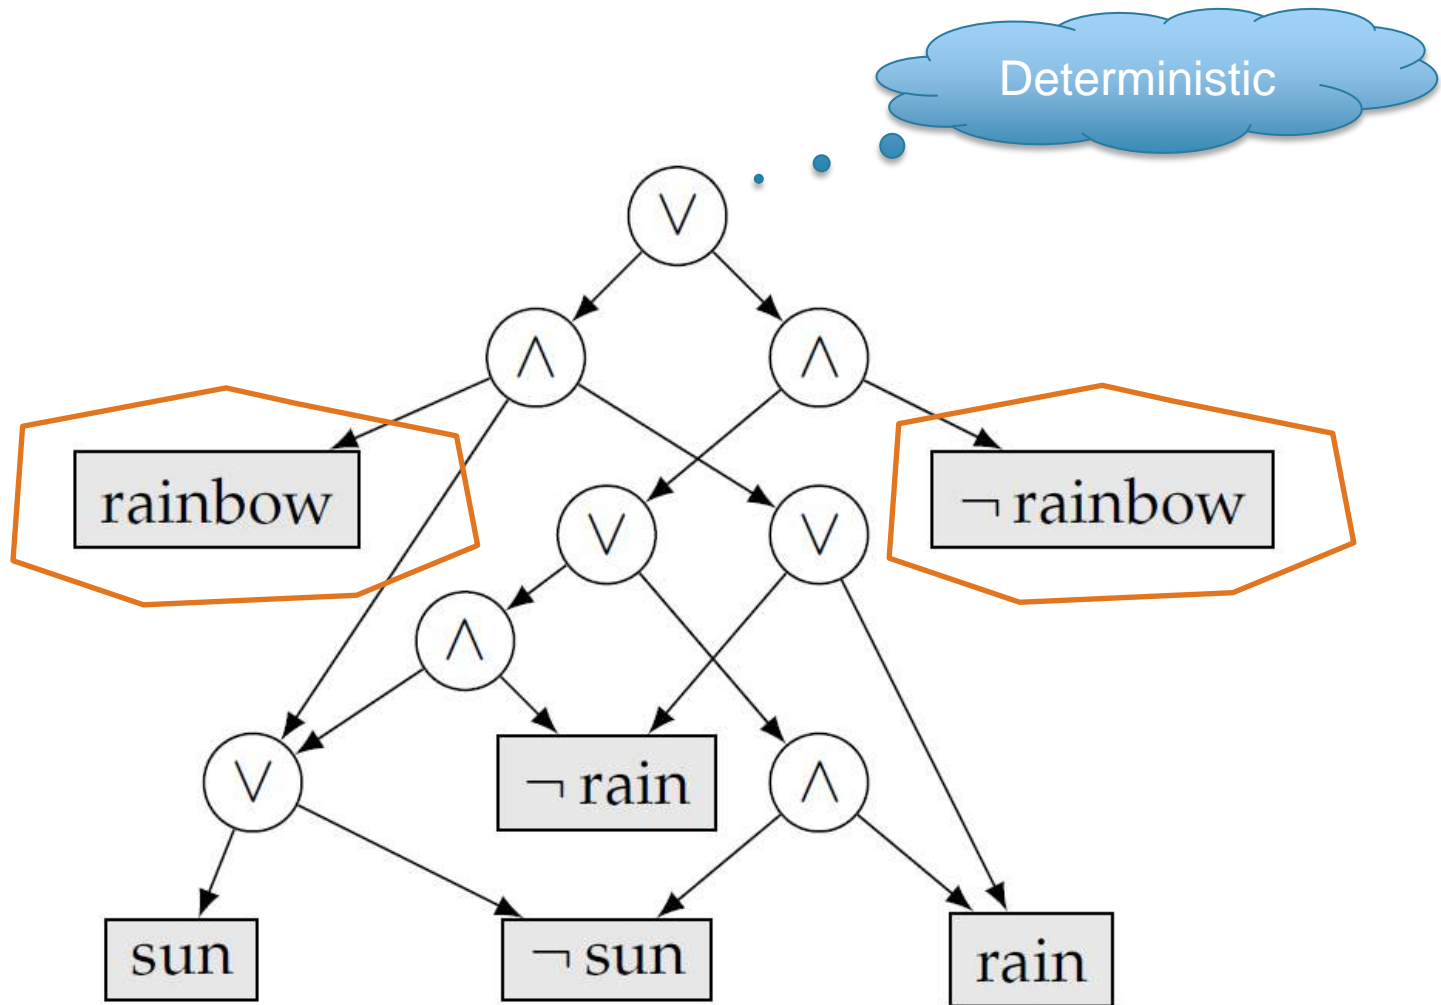 Deterministic
∨
∧
∧
rainbow
∨
∨
¬ rainbow
∧
∨
¬ rain
∧
sun
¬ sun
rain